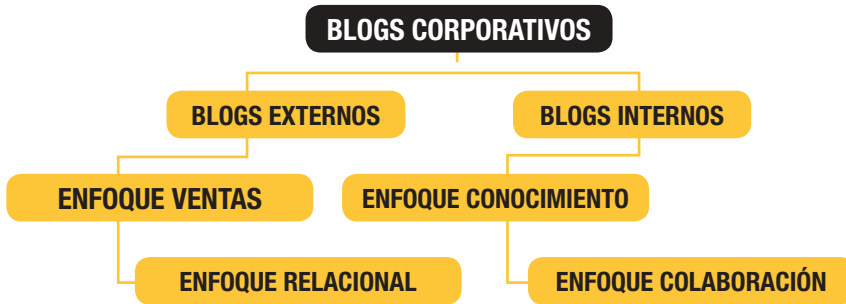 BLOGS CORPORATIVOS
BLOGS EXTERNOS
BLOGS INTERNOS
ENFOQUE VENTAS
ENFOQUE CONOCIMIENTO
ENFOQUE RELACIONAL
ENFOQUE COLABORACIÓN